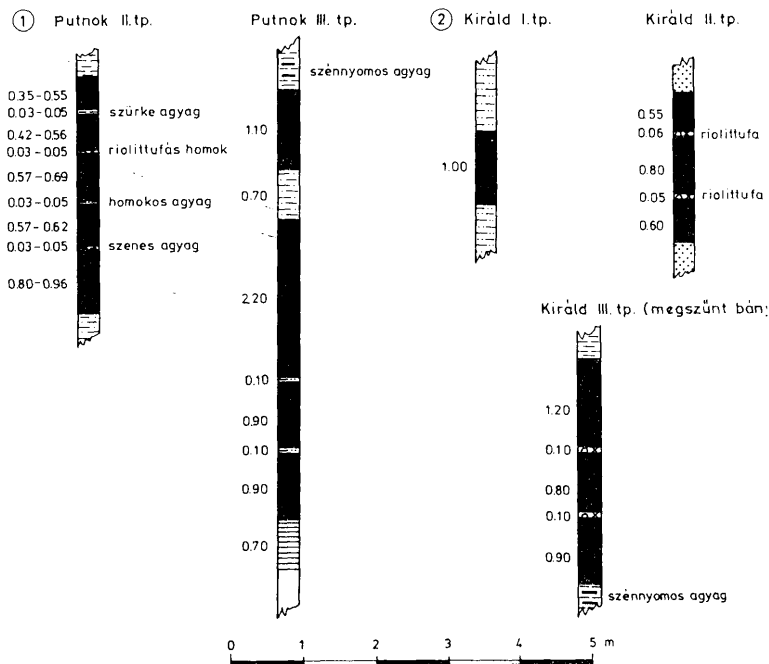 1 Putnok II. tp.
0.35-0.55
0.03-0.05 szürke agyag
0.42-0.56
0.03-0.05 riolittufás homok
0.57-0.69
0.03-0.05 homokos agyag
0.57-0.62
0.03-0.05 szenes agyag
0.80-0.96
Putnok III. tp.
szénnyomos agyag
1.10
0.70
2.20
0.10
0.90
0.10
0.90
0.70
2 Királd I. tp.
1.00
Királd II. tp.
0.55
0.06 riolittufa
0.80
0.05 riolittufa
0.60
Királd III. tp. (megszűnt bány
1.20
0.10
0.80
0.10
0.90
szénnyomos agyag
0 1 2 3 4 5 m